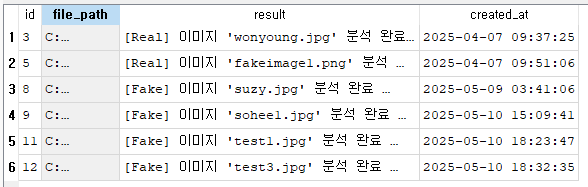 id file_path result created_at
1 3 C:... [Real] 이미지 'wonyoung.jpg' 분석 완료... 2025-04-07 09:37:25
2 5 C:... [Real] 이미지 'fakeimage1.png' 분석 ... 2025-04-07 09:51:06
3 8 C:... [Fake] 이미지 'suzy.jpg' 분석 완료 ... 2025-05-09 03:41:06
4 9 C:... [Fake] 이미지 'sohee1.jpg' 분석 완료 ... 2025-05-10 15:09:41
5 11 C:... [Fake] 이미지 'test1.jpg' 분석 완료 ... 2025-05-10 18:23:47
6 12 C:... [Fake] 이미지 'test3.jpg' 분석 완료 ... 2025-05-10 18:32:35